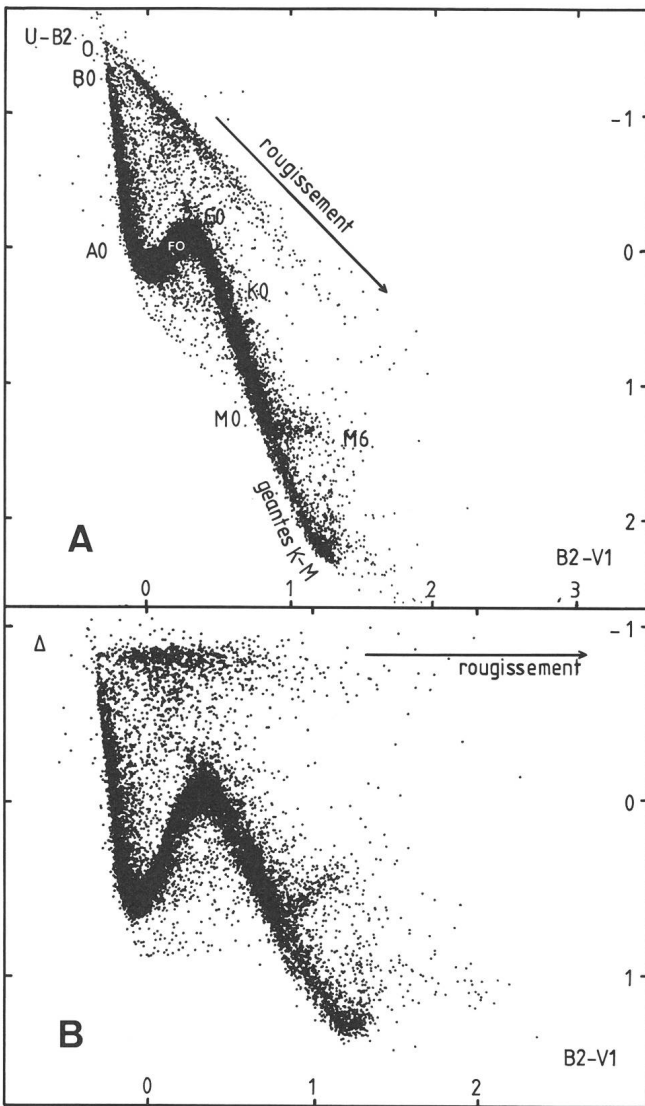 U-B2
O
B0
-1
rougissement
G0
F0
A0
0
K0
1
M0
M6
géantes K-M
A
2
B2-V1
0 1 2 3
Δ
-1
rougissement
0
1
B
B2-V1
0 1 2